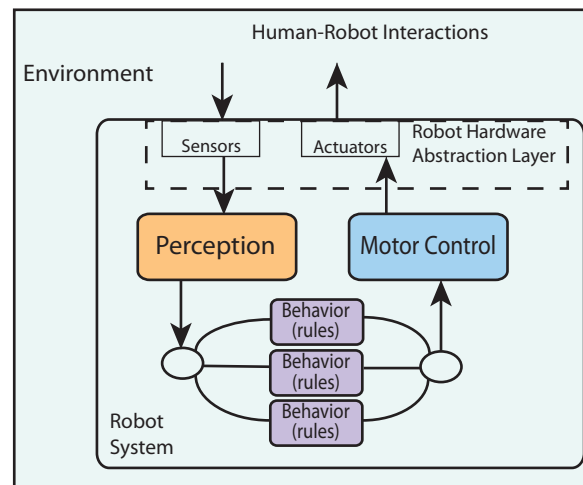 Human-Robot Interactions
Environment
Sensors
Actuators
Robot Hardware
Abstraction Layer
Perception
Motor Control
Behavior
(rules)
Behavior
(rules)
Behavior
(rules)
Robot
System